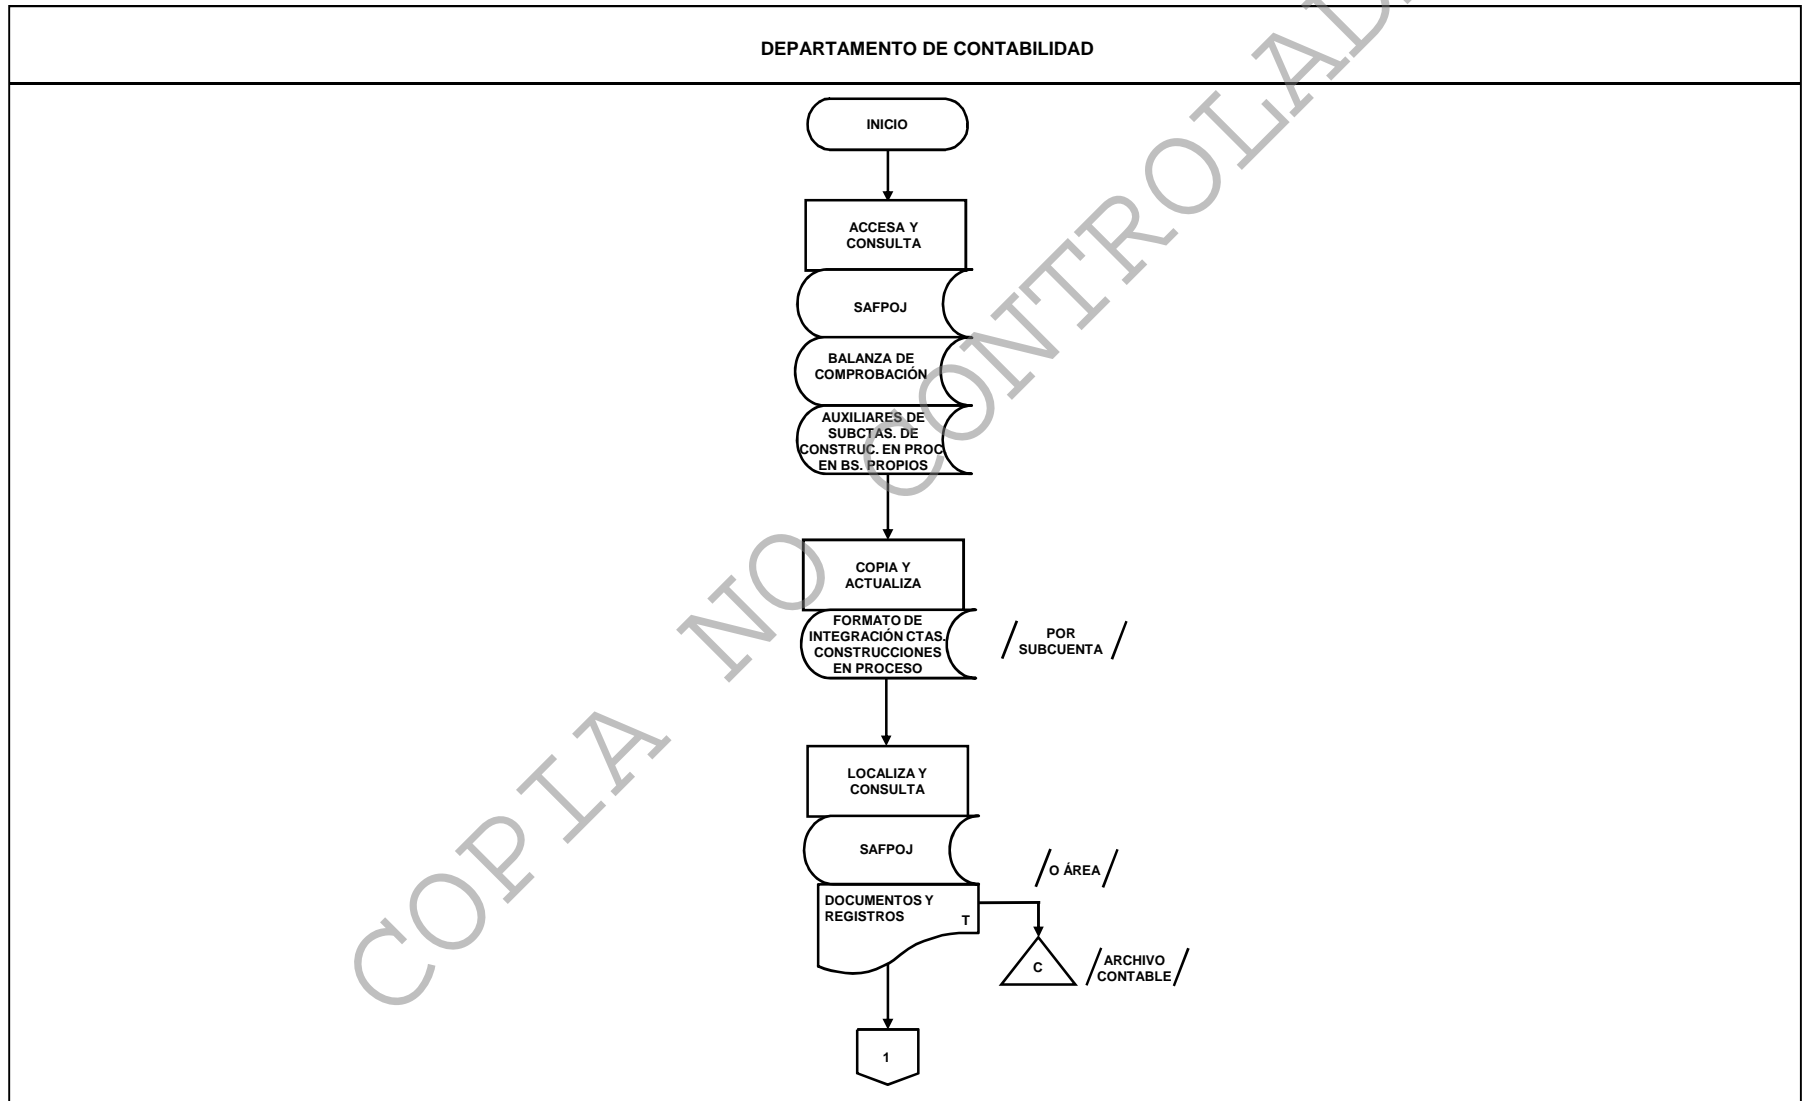 DEPARTAMENTO DE CONTABILIDAD
INICIO
ACCESA Y
CONSULTA
SAFPOJ
BALANZA DE
COMPROBACIÓN
AUXILIARES DE
SUBCTAS. DE
CONSTRUC. EN PROC
EN BS. PROPIOS
COPIA Y
ACTUALIZA
FORMATO DE
INTEGRACIÓN CTAS.
CONSTRUCCIONES
EN PROCESO
/ POR
SUBCUENTA /
LOCALIZA Y
CONSULTA
SAFPOJ
/ O ÁREA /
DOCUMENTOS Y
REGISTROS
T
C
/ ARCHIVO
CONTABLE /
1
COPIA NO CONTROLAD